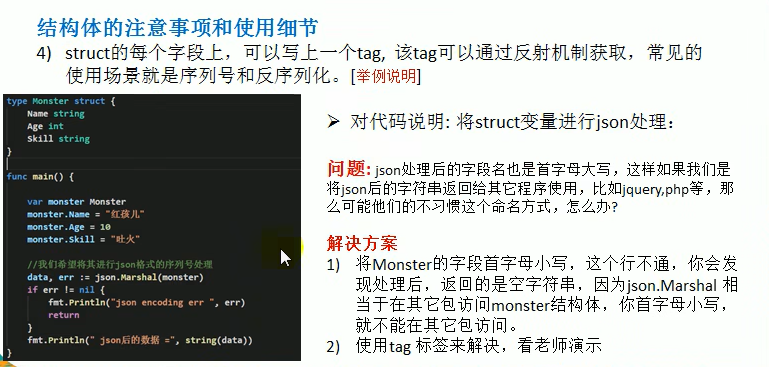 结构体的注意事项和使用细节
4) struct的每个字段上，可以写上一个tag, 该tag可以通过反射机制获取，常见的
使用场景就是序列号和反序列化。[举例说明]
type Monster struct {
Name string
Age int
Skill string
}
func main() {
var monster Monster
monster.Name = "红孩儿"
monster.Age = 10
monster.Skill = "吐火"
//我们希望将其进行json格式的序列号处理
data, err := json.Marshal(monster)
if err != nil {
fmt.Println("json encoding err ", err)
return
}
fmt.Println(" json后的数据 =", string(data))
}
➢ 对代码说明: 将struct变量进行json处理：
问题: json处理后的字段名也是首字母大写，这样如果我们是
将json后的字符串返回给其它程序使用，比如jquery,php等，那
么可能他们的不习惯这个命名方式，怎么办?
解决方案
1) 将Monster的字段首字母小写，这个行不通，你会发
现处理后，返回的是空字符串，因为json.Marshal 相
当于在其它包访问monster结构体，你首字母小写，
就不能在其它包访问。
2) 使用tag 标签来解决，看老师演示